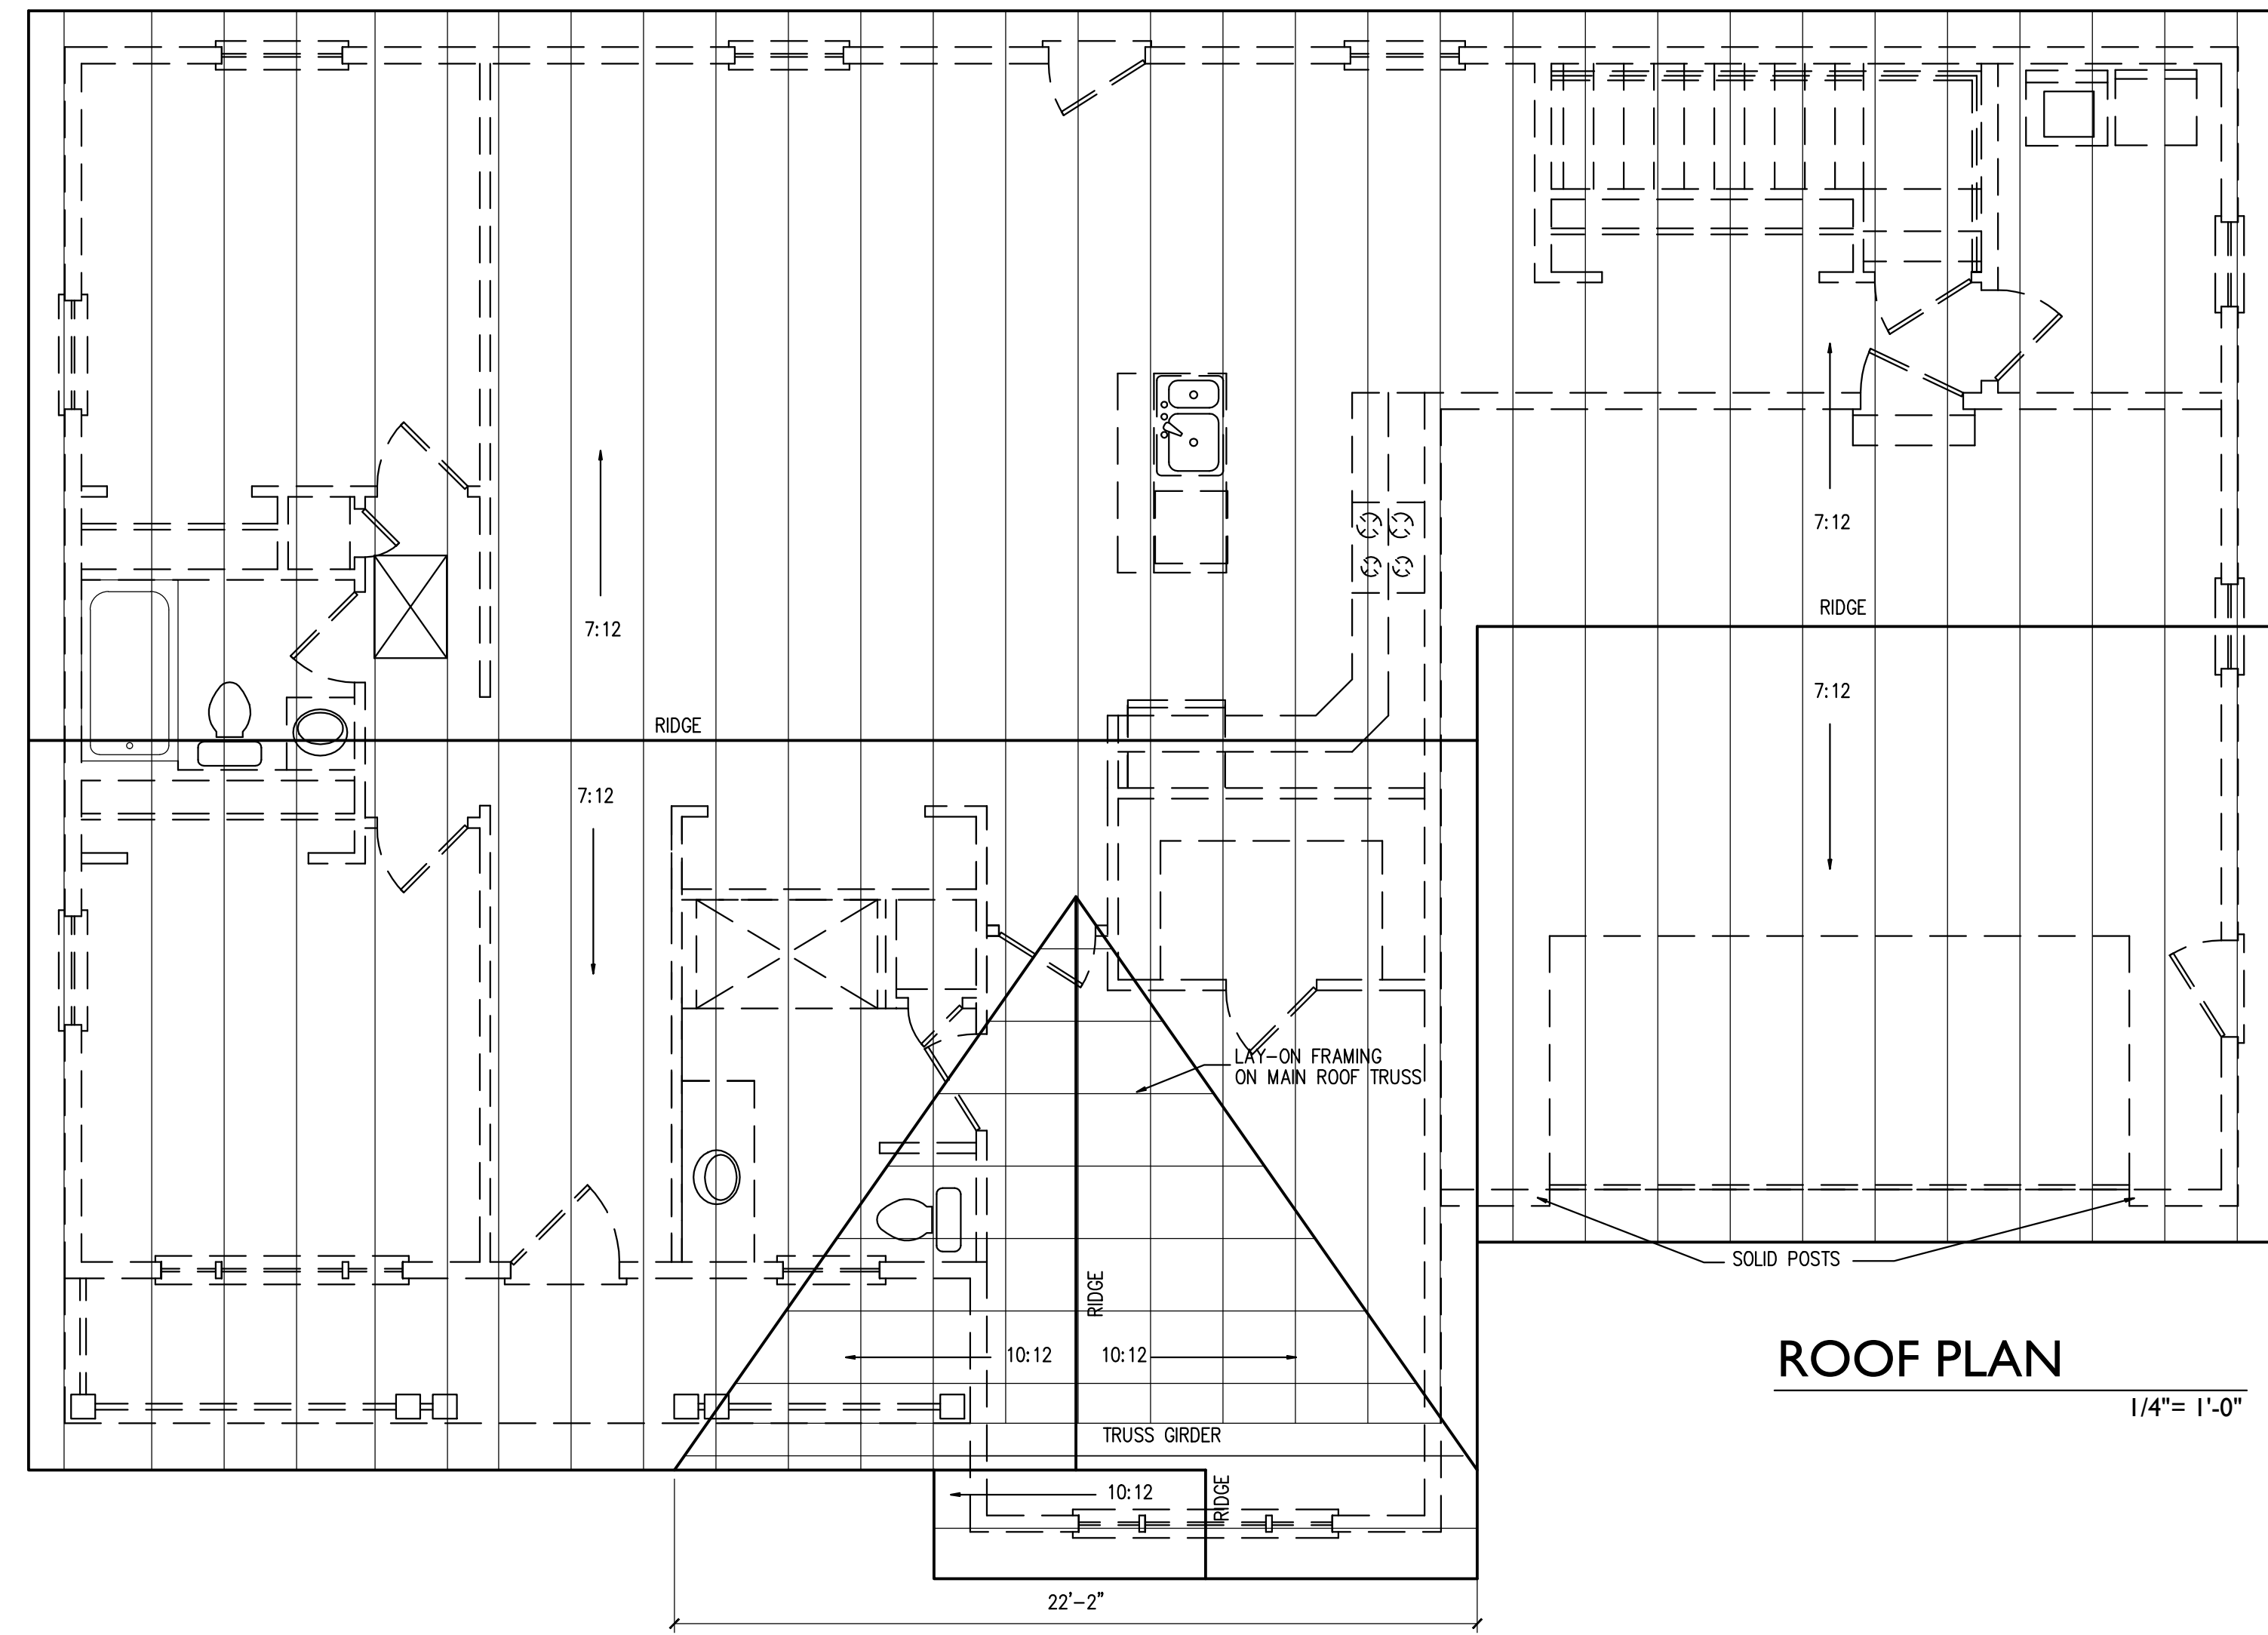 7:12
RIDGE
7:12
7:12
RIDGE
7:12
LAY-ON FRAMING
ON MAIN ROOF TRUSS
SOLID POSTS
RIDGE
10:12
10:12
TRUSS GIRDER
RIDGE
10:12
22'-2"
ROOF PLAN
1/4"= 1'-0"